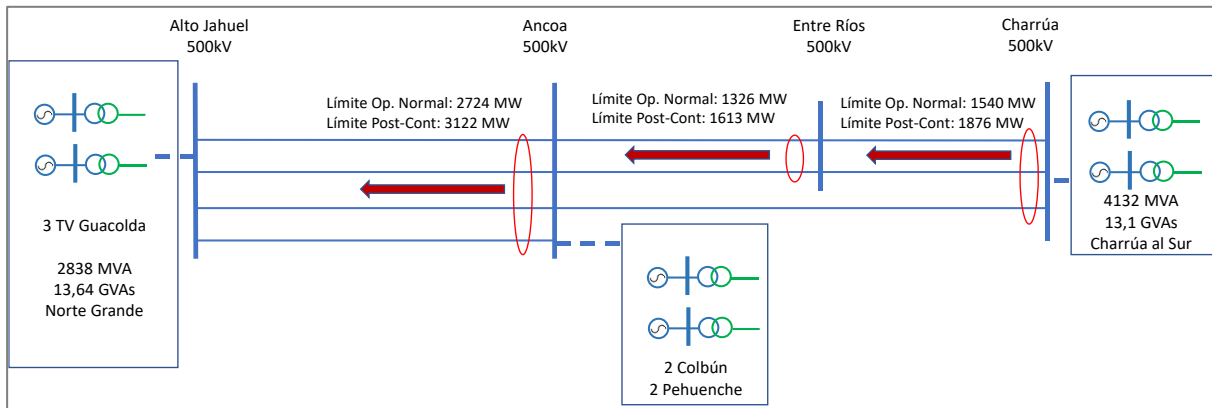 Alto Jahuel
500kV
Ancoa
500kV
Entre Ríos
500kV
Charrúa
500kV
Límite Op. Normal: 2724 MW
Límite Post-Cont: 3122 MW
Límite Op. Normal: 1326 MW
Límite Post-Cont: 1613 MW
Límite Op. Normal: 1540 MW
Límite Post-Cont: 1876 MW
3 TV Guacolda
2838 MVA
13,64 GVAs
Norte Grande
4132 MVA
13,1 GVAs
Charrúa al Sur
2 Colbún
2 Pehuenche